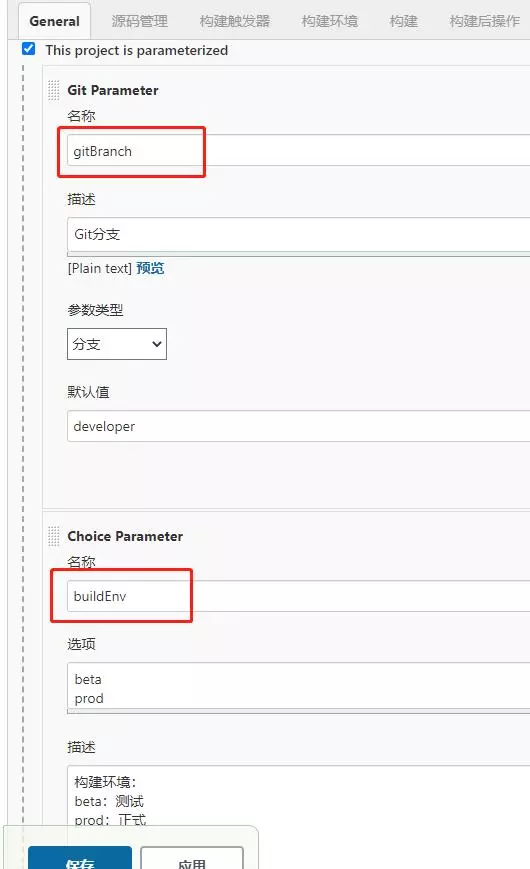 General 源码管理 构建触发器 构建环境 构建 构建后操作
This project is parameterized
Git Parameter
名称
gitBranch
描述
Git分支
[Plain text] 预览
参数类型
分支
默认值
developer
Choice Parameter
名称
buildEnv
选项
beta
prod
描述
构建环境：
beta：测试
prod：正式
保存 应用